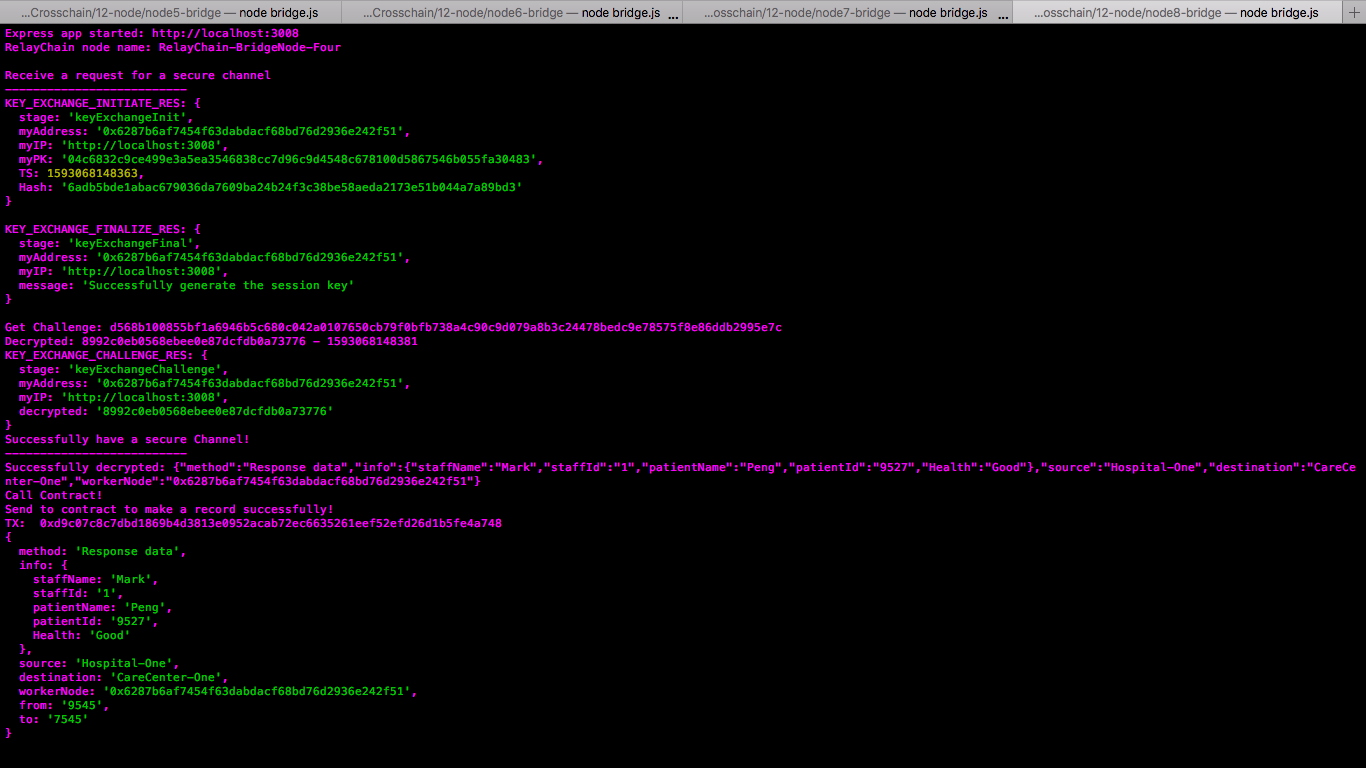 ...Crosschain/12-node/node5-bridge — node bridge.js
...Crosschain/12-node/node6-bridge — node bridge.js ...
...osschain/12-node/node7-bridge — node bridge.js ...
...osschain/12-node/node8-bridge — node bridge.js +
Express app started: http://localhost:3008
RelayChain node name: RelayChain-BridgeNode-Four
Receive a request for a secure channel
--------------------------
KEY_EXCHANGE_INITIATE_RES: {
  stage: 'keyExchangeInit',
  myAddress: '0x6287b6af7454f63dabdacf68bd76d2936e242f51',
  myIP: 'http://localhost:3008',
  myPK: '04c6832c9ce499e3a5ea3546838cc7d96c9d4548c678100d5867546b055fa30483',
  TS: 1593068148363,
  Hash: '6adb5bde1abac679036da7609ba24b24f3c38be58aeda2173e51b044a7a89bd3'
}
KEY_EXCHANGE_FINALIZE_RES: {
  stage: 'keyExchangeFinal',
  myAddress: '0x6287b6af7454f63dabdacf68bd76d2936e242f51',
  myIP: 'http://localhost:3008',
  message: 'Successfully generate the session key'
}
Get Challenge: d568b100855bf1a6946b5c680c042a0107650cb79f0bfb738a4c90c9d079a8b3c24478bedc9e78575f8e86ddb2995e7c
Decrypted: 8992c0eb0568ebee0e87dcfdb0a73776 - 1593068148381
KEY_EXCHANGE_CHALLENGE_RES: {
  stage: 'keyExchangeChallenge',
  myAddress: '0x6287b6af7454f63dabdacf68bd76d2936e242f51',
  myIP: 'http://localhost:3008',
  decrypted: '8992c0eb0568ebee0e87dcfdb0a73776'
}
Successfully have a secure Channel!
--------------------------
Successfully decrypted: {"method":"Response data","info":{"staffName":"Mark","staffId":"1","patientName":"Peng","patientId":"9527","Health":"Good"},"source":"Hospital-One","destination":"CareCe
nter-One","workerNode":"0x6287b6af7454f63dabdacf68bd76d2936e242f51"}
Call Contract!
Send to contract to make a record successfully!
TX:  0xd9c07c8c7dbd1869b4d3813e0952acab72ec6635261eef52efd26d1b5fe4a748
{
  method: 'Response data',
  info: {
    staffName: 'Mark',
    staffId: '1',
    patientName: 'Peng',
    patientId: '9527',
    Health: 'Good'
  },
  source: 'Hospital-One',
  destination: 'CareCenter-One',
  workerNode: '0x6287b6af7454f63dabdacf68bd76d2936e242f51',
  from: '9545',
  to: '7545'
}